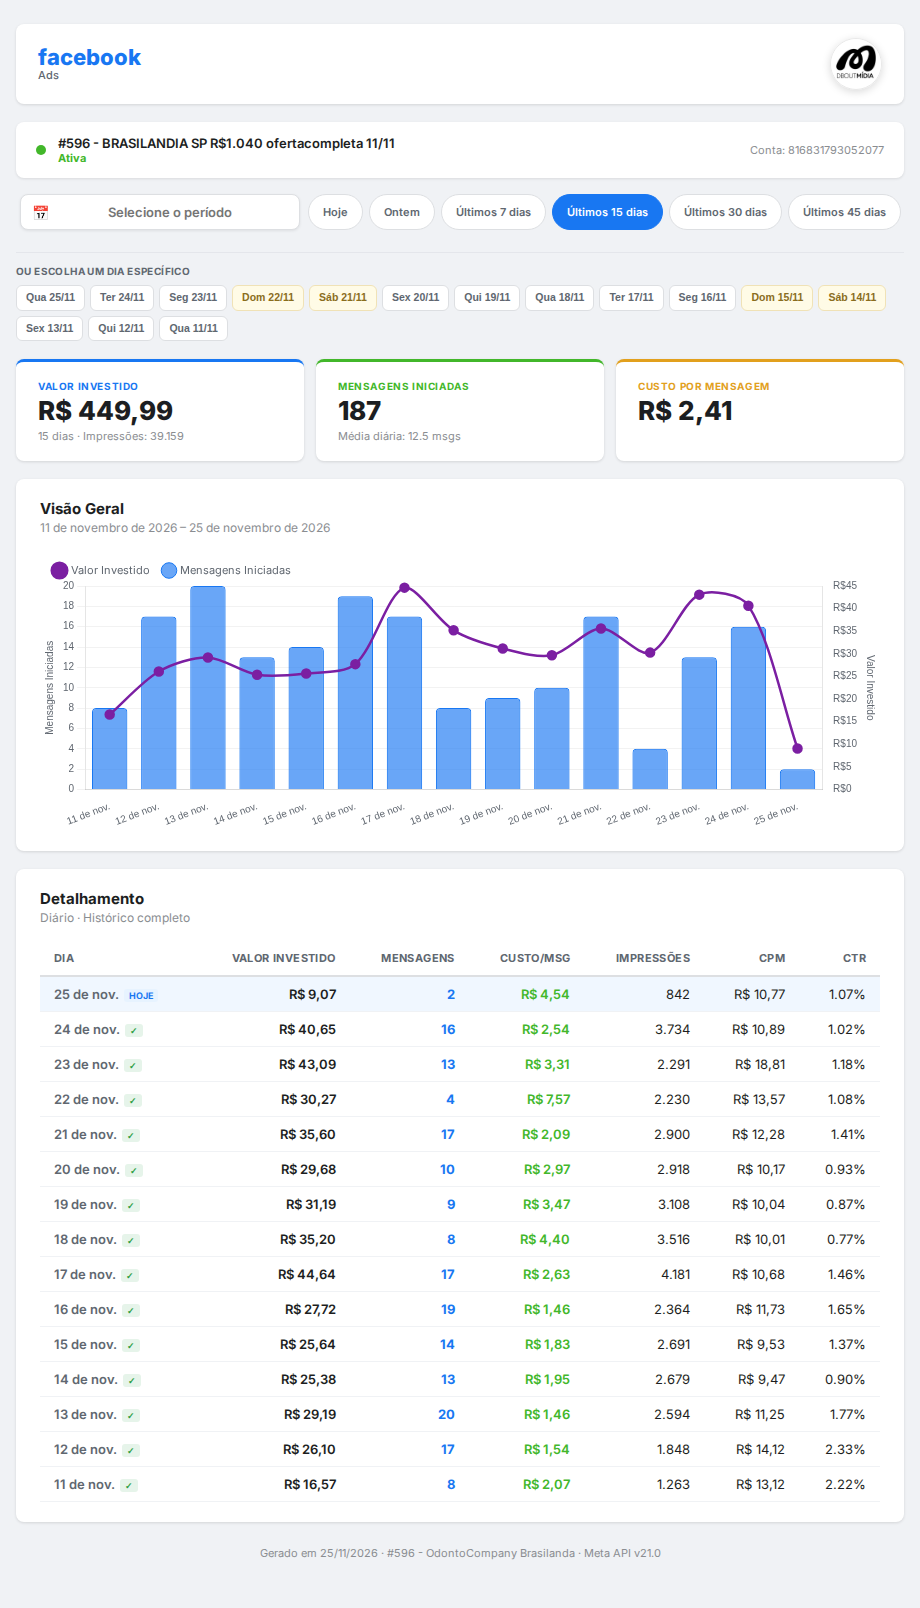 facebook
Ads
DBOUTMÍDIA
#596 - BRASILANDIA SP R$1.040 ofertacompleta 11/11
Ativa
Conta: 816831793052077
Selecione o período
Hoje
Ontem
Últimos 7 dias
Últimos 15 dias
Últimos 30 dias
Últimos 45 dias
OU ESCOLHA UM DIA ESPECÍFICO
Qua 25/11
Ter 24/11
Seg 23/11
Dom 22/11
Sáb 21/11
Sex 20/11
Qui 19/11
Qua 18/11
Ter 17/11
Seg 16/11
Dom 15/11
Sáb 14/11
Sex 13/11
Qui 12/11
Qua 11/11
VALOR INVESTIDO
R$ 449,99
15 dias · Impressões: 39.159
MENSAGENS INICIADAS
187
Média diária: 12.5 msgs
CUSTO POR MENSAGEM
R$ 2,41
Visão Geral
11 de novembro de 2026 – 25 de novembro de 2026
Valor Investido
Mensagens Iniciadas
20
18
16
14
12
10
8
6
4
2
0
Mensagens Iniciadas
R$45
R$40
R$35
R$30
R$25
R$20
R$15
R$10
R$5
R$0
Valor Investido
11 de nov.
12 de nov.
13 de nov.
14 de nov.
15 de nov.
16 de nov.
17 de nov.
18 de nov.
19 de nov.
20 de nov.
21 de nov.
22 de nov.
23 de nov.
24 de nov.
25 de nov.
Detalhamento
Diário · Histórico completo
DIA VALOR INVESTIDO MENSAGENS CUSTO/MSG IMPRESSÕES CPM CTR
25 de nov. HOJE R$ 9,07 2 R$ 4,54 842 R$ 10,77 1.07%
24 de nov. ✓ R$ 40,65 16 R$ 2,54 3.734 R$ 10,89 1.02%
23 de nov. ✓ R$ 43,09 13 R$ 3,31 2.291 R$ 18,81 1.18%
22 de nov. ✓ R$ 30,27 4 R$ 7,57 2.230 R$ 13,57 1.08%
21 de nov. ✓ R$ 35,60 17 R$ 2,09 2.900 R$ 12,28 1.41%
20 de nov. ✓ R$ 29,68 10 R$ 2,97 2.918 R$ 10,17 0.93%
19 de nov. ✓ R$ 31,19 9 R$ 3,47 3.108 R$ 10,04 0.87%
18 de nov. ✓ R$ 35,20 8 R$ 4,40 3.516 R$ 10,01 0.77%
17 de nov. ✓ R$ 44,64 17 R$ 2,63 4.181 R$ 10,68 1.46%
16 de nov. ✓ R$ 27,72 19 R$ 1,46 2.364 R$ 11,73 1.65%
15 de nov. ✓ R$ 25,64 14 R$ 1,83 2.691 R$ 9,53 1.37%
14 de nov. ✓ R$ 25,38 13 R$ 1,95 2.679 R$ 9,47 0.90%
13 de nov. ✓ R$ 29,19 20 R$ 1,46 2.594 R$ 11,25 1.77%
12 de nov. ✓ R$ 26,10 17 R$ 1,54 1.848 R$ 14,12 2.33%
11 de nov. ✓ R$ 16,57 8 R$ 2,07 1.263 R$ 13,12 2.22%
Gerado em 25/11/2026 · #596 - OdontoCompany Brasilanda · Meta API v21.0